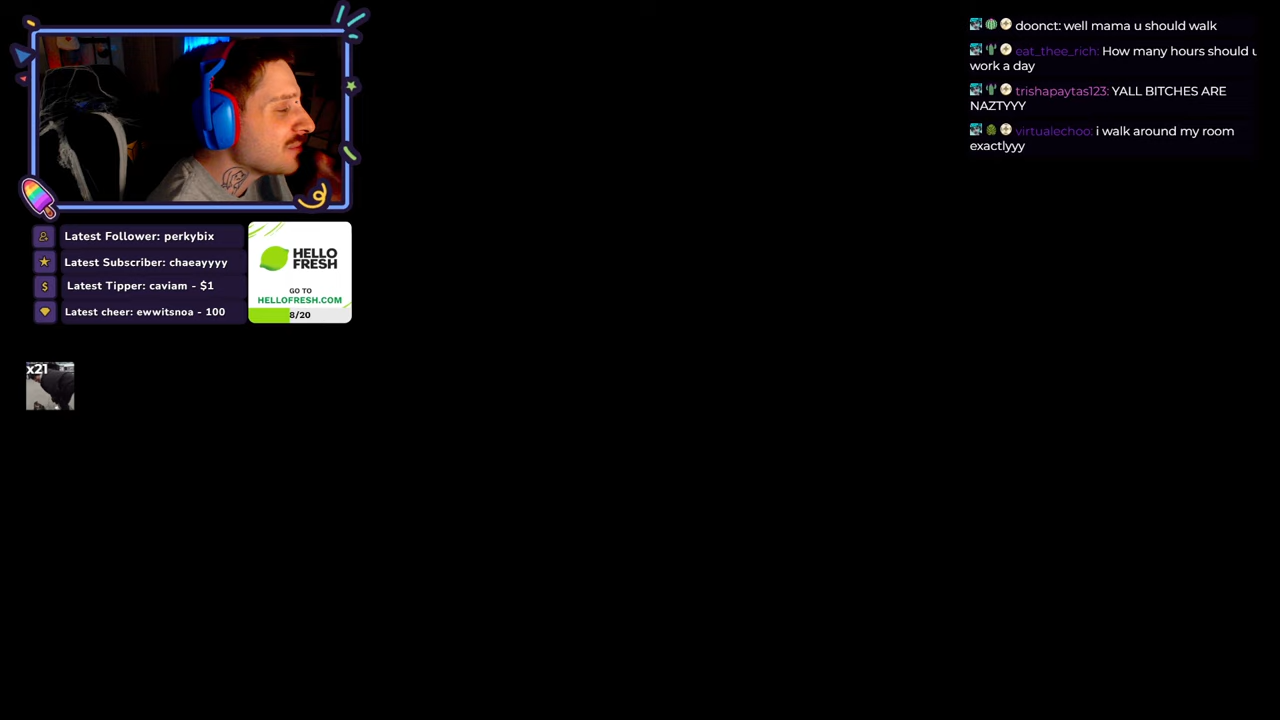 doonct: well mama u should walk
eat_thee_rich: How many hours should u
work a day
trishapaytas123: YALL BITCHES ARE
NAZTYYY
virtualechoo: i walk around my room
exactlyyy
Latest Follower: perkybix
Latest Subscriber: chaeayyyy
Latest Tipper: caviam - $1
Latest cheer: ewwitsnoa - 100
HELLO
FRESH
GO TO
HELLOFRESH.COM
8/20
x21